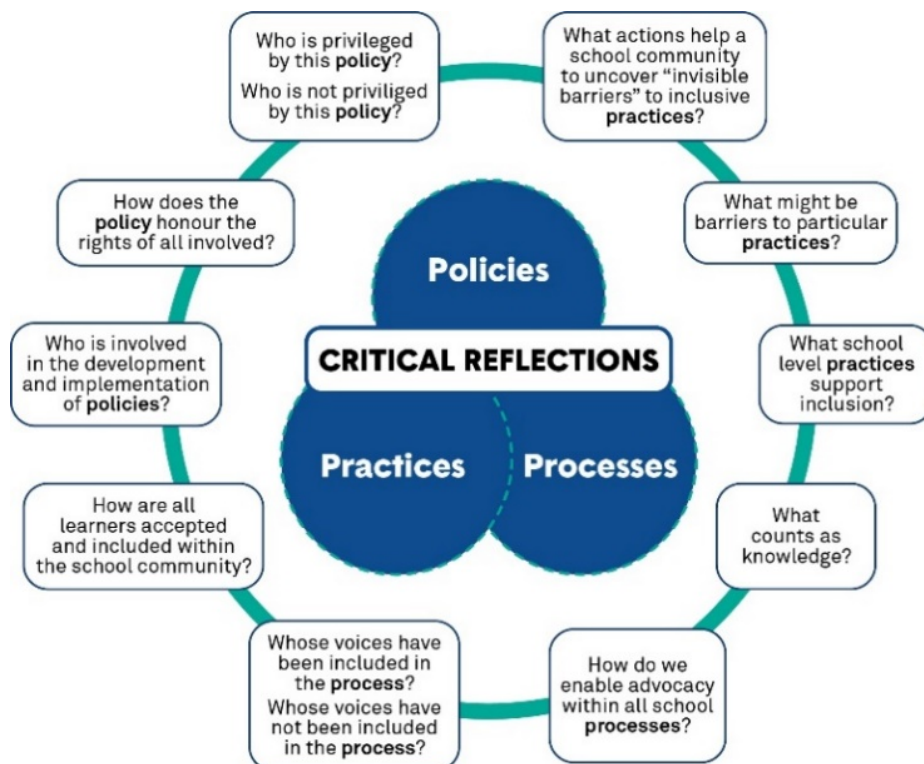 Who is privileged
by this policy?
Who is not priviliged
by this policy?
What actions help a
school community
to uncover “invisible
barriers” to inclusive
practices?
How does the
policy honour the
rights of all involved?
What might be
barriers to particular
practices?
Policies
Who is involved
in the development
and implementation
of policies?
CRITICAL REFLECTIONS
What school
level practices
support
inclusion?
Practices
Processes
How are all
learners accepted
and included within
the school community?
What
counts as
knowledge?
Whose voices have
been included in
the process?
Whose voices have
not been included
in the process?
How do we
enable advocacy
within all school
processes?